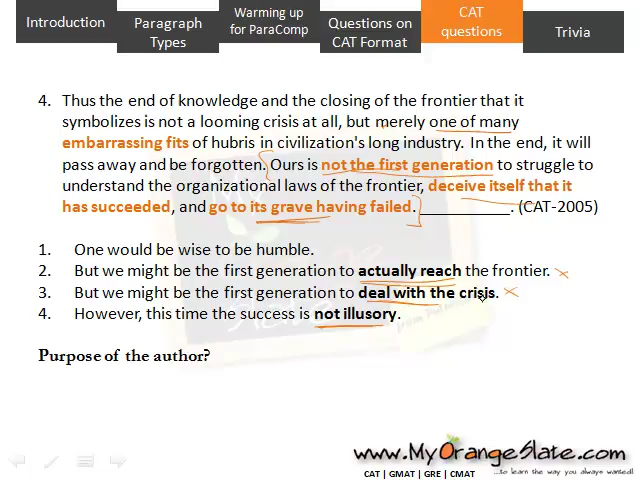 Introduction
Paragraph
Types
Warming up
for ParaComp
Questions on
CAT Format
CAT
questions
Trivia
4. Thus the end of knowledge and the closing of the frontier that it
symbolizes is not a looming crisis at all, but merely one of many
embarrassing fits of hubris in civilization's long industry. In the end, it will
pass away and be forgotten. Ours is not the first generation to struggle to
understand the organizational laws of the frontier, deceive itself that it
has succeeded, and go to its grave having failed. ____________. (CAT-2005)
1. One would be wise to be humble.
2. But we might be the first generation to actually reach the frontier.
3. But we might be the first generation to deal with the crisis.
4. However, this time the success is not illusory.
Purpose of the author?
www.MyOrangeSlate.com
CAT | GMAT | GRE | CMAT ...to learn the way you always wanted!